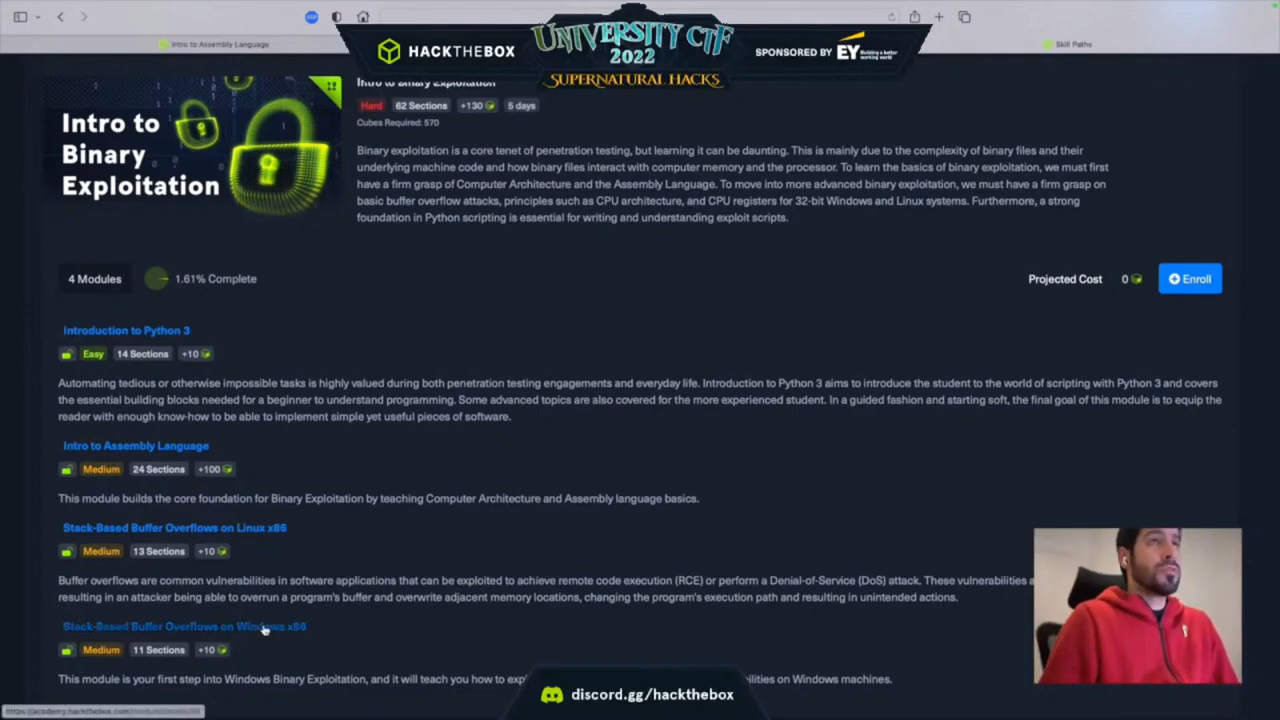 Intro to Assembly Language
HACKTHEBOX
UNIVERSITY CTF
2022
SUPERNATURAL HACKS
SPONSORED BY
EY
Building a better
working world
Skill Paths
Intro to
Binary
Exploitation
Intro to Binary Exploitation
Hard 62 Sections +130 5 days
Cubes Required: 570
Binary exploitation is a core tenet of penetration testing, but learning it can be daunting. This is mainly due to the complexity of binary files and their
underlying machine code and how binary files interact with computer memory and the processor. To learn the basics of binary exploitation, we must first
have a firm grasp of Computer Architecture and the Assembly Language. To move into more advanced binary exploitation, we must have a firm grasp on
basic buffer overflow attacks, principles such as CPU architecture, and CPU registers for 32-bit Windows and Linux systems. Furthermore, a strong
foundation in Python scripting is essential for writing and understanding exploit scripts.
4 Modules 1.61% Complete Projected Cost 0 Enroll
Introduction to Python 3
Easy 14 Sections +10
Automating tedious or otherwise impossible tasks is highly valued during both penetration testing engagements and everyday life. Introduction to Python 3 aims to introduce the student to the world of scripting with Python 3 and covers
the essential building blocks needed for a beginner to understand programming. Some advanced topics are also covered for the more experienced student. In a guided fashion and starting soft, the final goal of this module is to equip the
reader with enough know-how to be able to implement simple yet useful pieces of software.
Intro to Assembly Language
Medium 24 Sections +100
This module builds the core foundation for Binary Exploitation by teaching Computer Architecture and Assembly language basics.
Stack-Based Buffer Overflows on Linux x86
Medium 13 Sections +10
Buffer overflows are common vulnerabilities in software applications that can be exploited to achieve remote code execution (RCE) or perform a Denial-of-Service (DoS) attack. These vulnerabilities a
resulting in an attacker being able to overrun a program's buffer and overwrite adjacent memory locations, changing the program's execution path and resulting in unintended actions.
Stack-Based Buffer Overflows on Windows x86
Medium 11 Sections +10
This module is your first step into Windows Binary Exploitation, and it will teach you how to expl bilities on Windows machines.
discord.gg/hackthebox